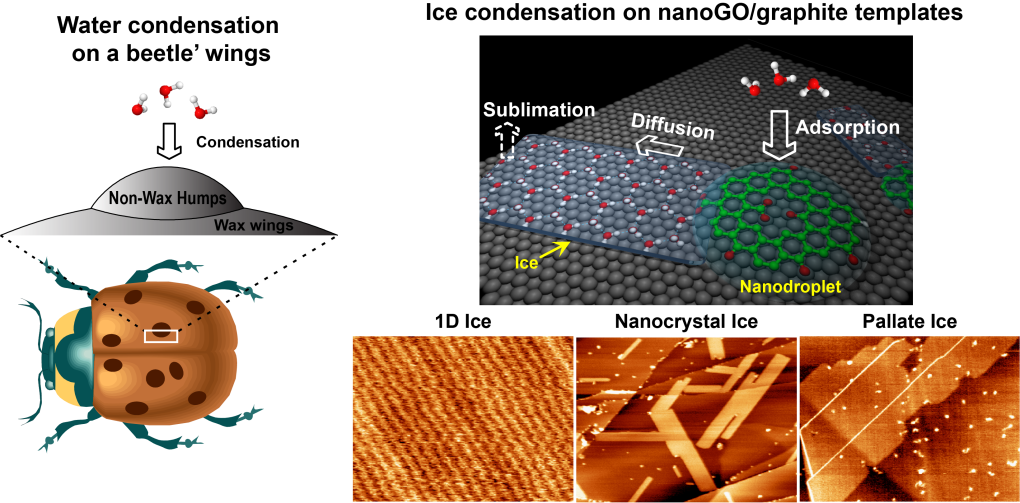 Water condensation
on a beetle' wings
Condensation
Non-Wax Humps
Wax wings
Ice condensation on nanoGO/graphite templates
Sublimation
Diffusion
Adsorption
Ice
Nanodroplet
1D Ice
Nanocrystal Ice
Pallate Ice